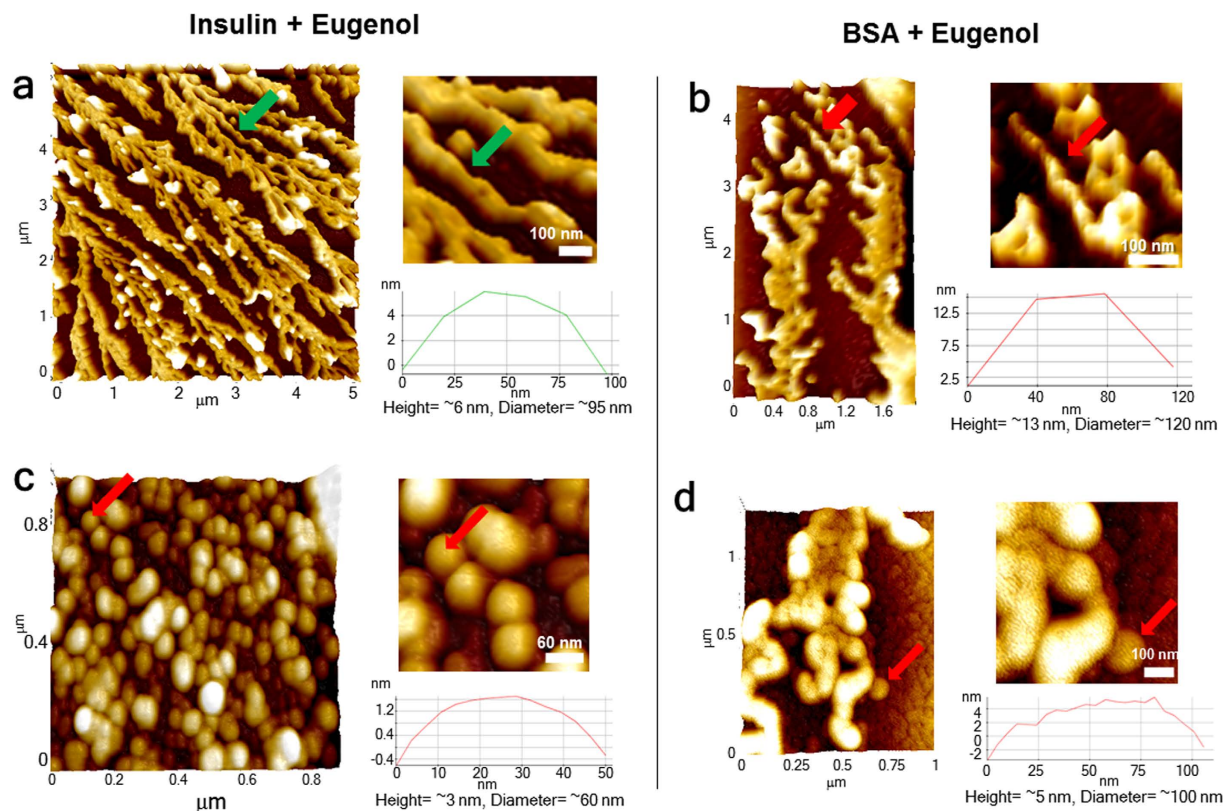 Insulin + Eugenol
BSA + Eugenol
a
μm
4
3
2
1
0
0 1 2 3 4 5
μm
100 nm
nm
4
2
0
0 25 50 75 100
nm
Height= ~6 nm, Diameter= ~95 nm
b
μm
4
3
2
1
0
0 0.4 0.8 1.2 1.6
μm
100 nm
nm
12.5
7.5
2.5
0 40 80 120
nm
Height= ~13 nm, Diameter= ~120 nm
c
μm
0.8
0.4
0
0 0.2 0.4 0.6 0.8
μm
60 nm
nm
1.2
0.4
-0.4
0 10 20 30 40 50
nm
Height= ~3 nm, Diameter= ~60 nm
d
μm
1
0.5
0
0 0.25 0.5 0.75 1
μm
100 nm
nm
4
2
0
-2
0 25 50 75 100
nm
Height= ~5 nm, Diameter= ~100 nm